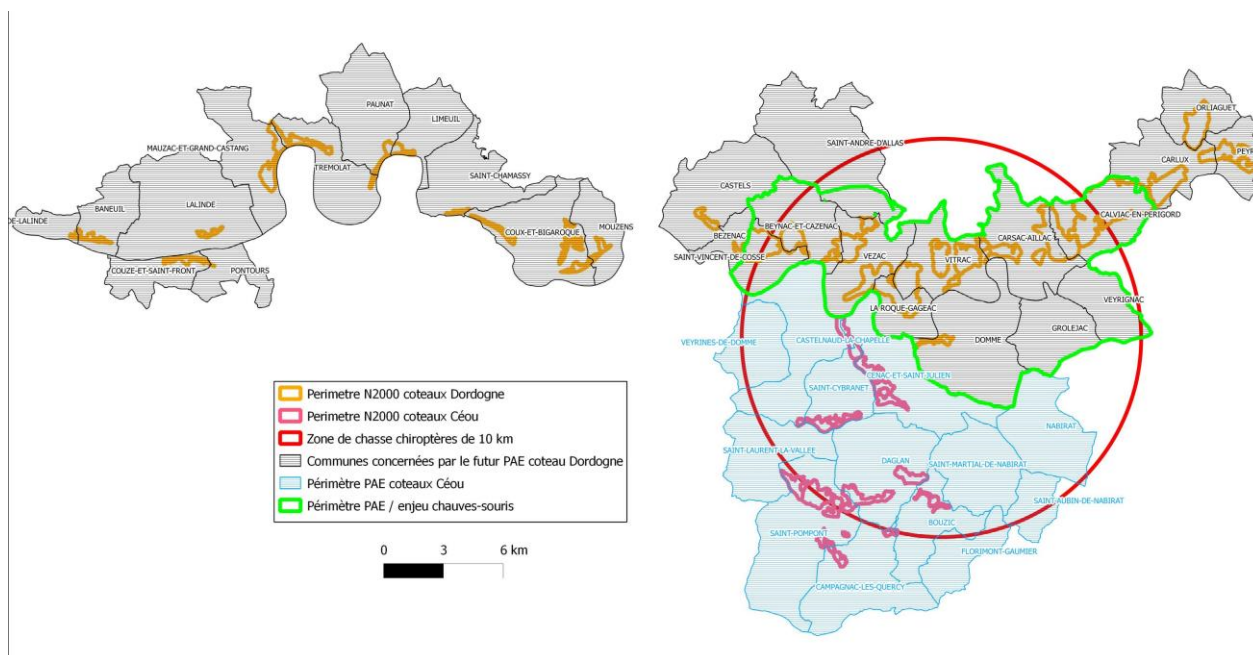 PAUNAT
LIMEUIL
MAUZAC-ET-GRAND-CASTANG
TREMOLAT
SAINT-CHAMASSY
LALINDE
BANEUIL
DE-LALINDE
COUX-ET-BIGAROQUE
MOUZENS
COUZE-ET-SAINT-FRONT
PONTOURS
ORLIAGUET
PEYR
CARLUX
SAINT-ANDRE-D'ALLAS
CASTELS
CALVIAC-EN-PERIGORD
BEYNAC-ET-CAZENAC
BEZENAC
CARSAC-AILLAC
SAINT-VINCENT-DE-COSSE
VEZAC
VITRAC
VEYRIGNAC
LA ROQUE-GAGEAC
GROLEJAC
DOMME
VEYRINES-DE-DOMME
CASTELNAUD-LA-CHAPELLE
CENAC-ET-SAINT-JULIEN
SAINT-CYBRANET
NABIRAT
SAINT-LAURENT-LA-VALLEE
DAGLAN
SAINT-MARTIAL-DE-NABIRAT
SAINT-AUBIN-DE-NABIRAT
BOUZIC
SAINT-POMPONT
FLORIMONT-GAUMIER
CAMPAGNAC-LES-QUERCY
Perimetre N2000 coteaux Dordogne
Perimetre N2000 coteaux Céou
Zone de chasse chiroptères de 10 km
Communes concernées par le futur PAE coteau Dordogne
Périmètre PAE coteaux Céou
Périmètre PAE / enjeu chauves-souris
0 3 6 km